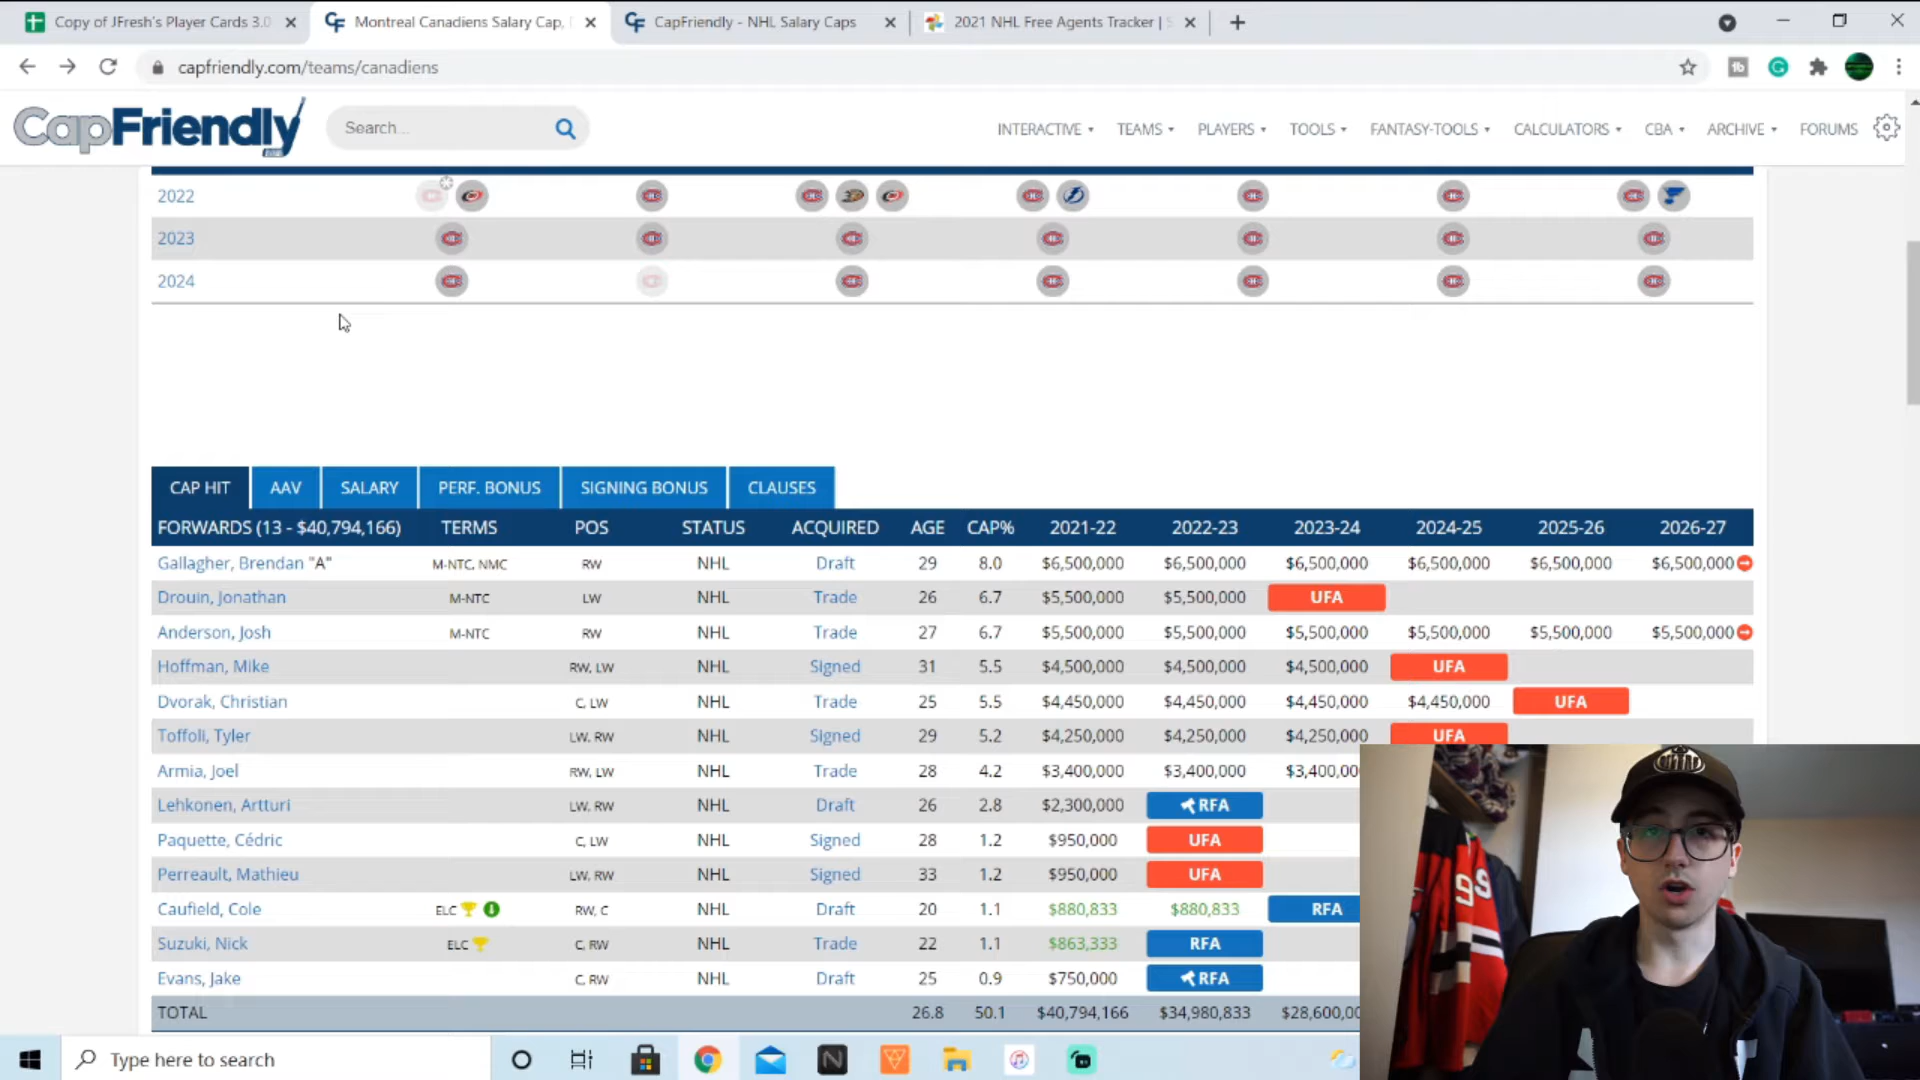 Copy of JFresh's Player Cards 3.0
Montreal Canadiens Salary Cap,
CapFriendly - NHL Salary Caps
2021 NHL Free Agents Tracker |
capfriendly.com/teams/canadiens
CapFriendly
Search...
INTERACTIVE
TEAMS
PLAYERS
TOOLS
FANTASY-TOOLS
CALCULATORS
CBA
ARCHIVE
FORUMS
2022
2023
2024
CAP HIT
AAV
SALARY
PERF. BONUS
SIGNING BONUS
CLAUSES
FORWARDS (13 - $40,794,166) TERMS POS STATUS ACQUIRED AGE CAP% 2021-22 2022-23 2023-24 2024-25 2025-26 2026-27
Gallagher, Brendan "A" M-NTC, NMC RW NHL Draft 29 8.0 $6,500,000 $6,500,000 $6,500,000 $6,500,000 $6,500,000 $6,500,000
Drouin, Jonathan M-NTC LW NHL Trade 26 6.7 $5,500,000 $5,500,000 UFA
Anderson, Josh M-NTC RW NHL Trade 27 6.7 $5,500,000 $5,500,000 $5,500,000 $5,500,000 $5,500,000 $5,500,000
Hoffman, Mike RW, LW NHL Signed 31 5.5 $4,500,000 $4,500,000 $4,500,000 UFA
Dvorak, Christian C, LW NHL Trade 25 5.5 $4,450,000 $4,450,000 $4,450,000 $4,450,000 UFA
Toffoli, Tyler LW, RW NHL Signed 29 5.2 $4,250,000 $4,250,000 $4,250,000 UFA
Armia, Joel RW, LW NHL Trade 28 4.2 $3,400,000 $3,400,000 $3,400,00
Lehkonen, Artturi LW, RW NHL Draft 26 2.8 $2,300,000 RFA
Paquette, Cédric C, LW NHL Signed 28 1.2 $950,000 UFA
Perreault, Mathieu LW, RW NHL Signed 33 1.2 $950,000 UFA
Caufield, Cole ELC RW, C NHL Draft 20 1.1 $880,833 $880,833 RFA
Suzuki, Nick ELC C, RW NHL Trade 22 1.1 $863,333 RFA
Evans, Jake C, RW NHL Draft 25 0.9 $750,000 RFA
TOTAL 26.8 50.1 $40,794,166 $34,980,833 $28,600,00
Type here to search